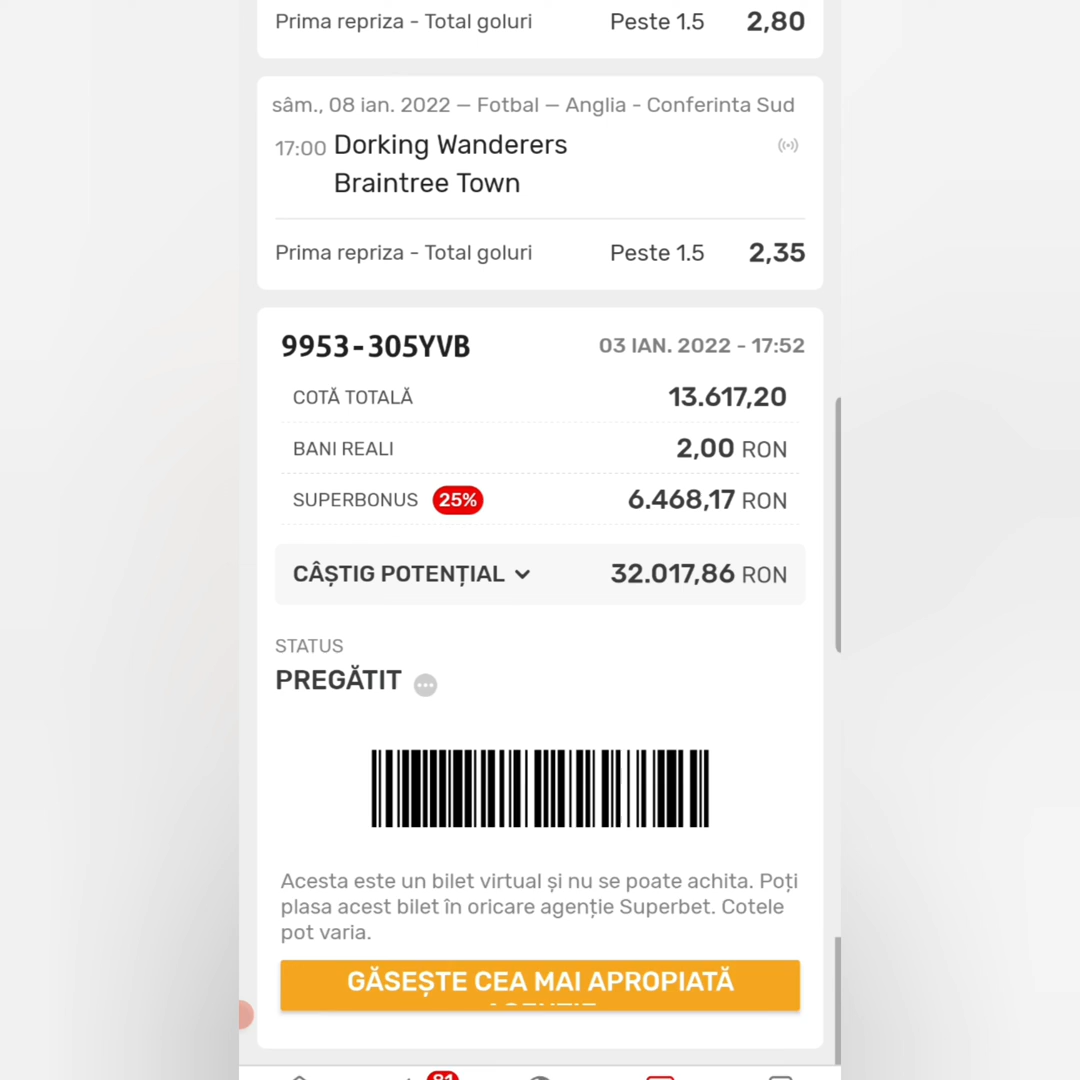 Prima repriza - Total goluri Peste 1.5 2,80
sâm., 08 ian. 2022 — Fotbal — Anglia - Conferinta Sud
17:00 Dorking Wanderers
Braintree Town
Prima repriza - Total goluri Peste 1.5 2,35
9953-305YVB 03 IAN. 2022 - 17:52
COTĂ TOTALĂ 13.617,20
BANI REALI 2,00 RON
SUPERBONUS 25% 6.468,17 RON
CÂȘTIG POTENȚIAL 32.017,86 RON
STATUS
PREGĂTIT
Acesta este un bilet virtual și nu se poate achita. Poți
plasa acest bilet în oricare agenție Superbet. Cotele
pot varia.
GĂSEȘTE CEA MAI APROPIATĂ